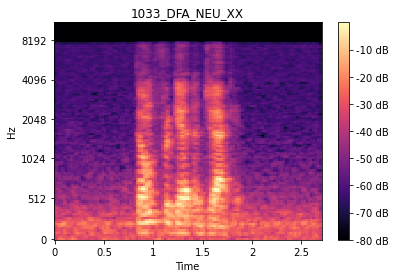 1033_DFA_NEU_XX
Hz
8192
4096
2048
1024
512
0
0
0.5
1
1.5
2
2.5
Time
-10 dB
-20 dB
-30 dB
-40 dB
-50 dB
-60 dB
-70 dB
-80 dB